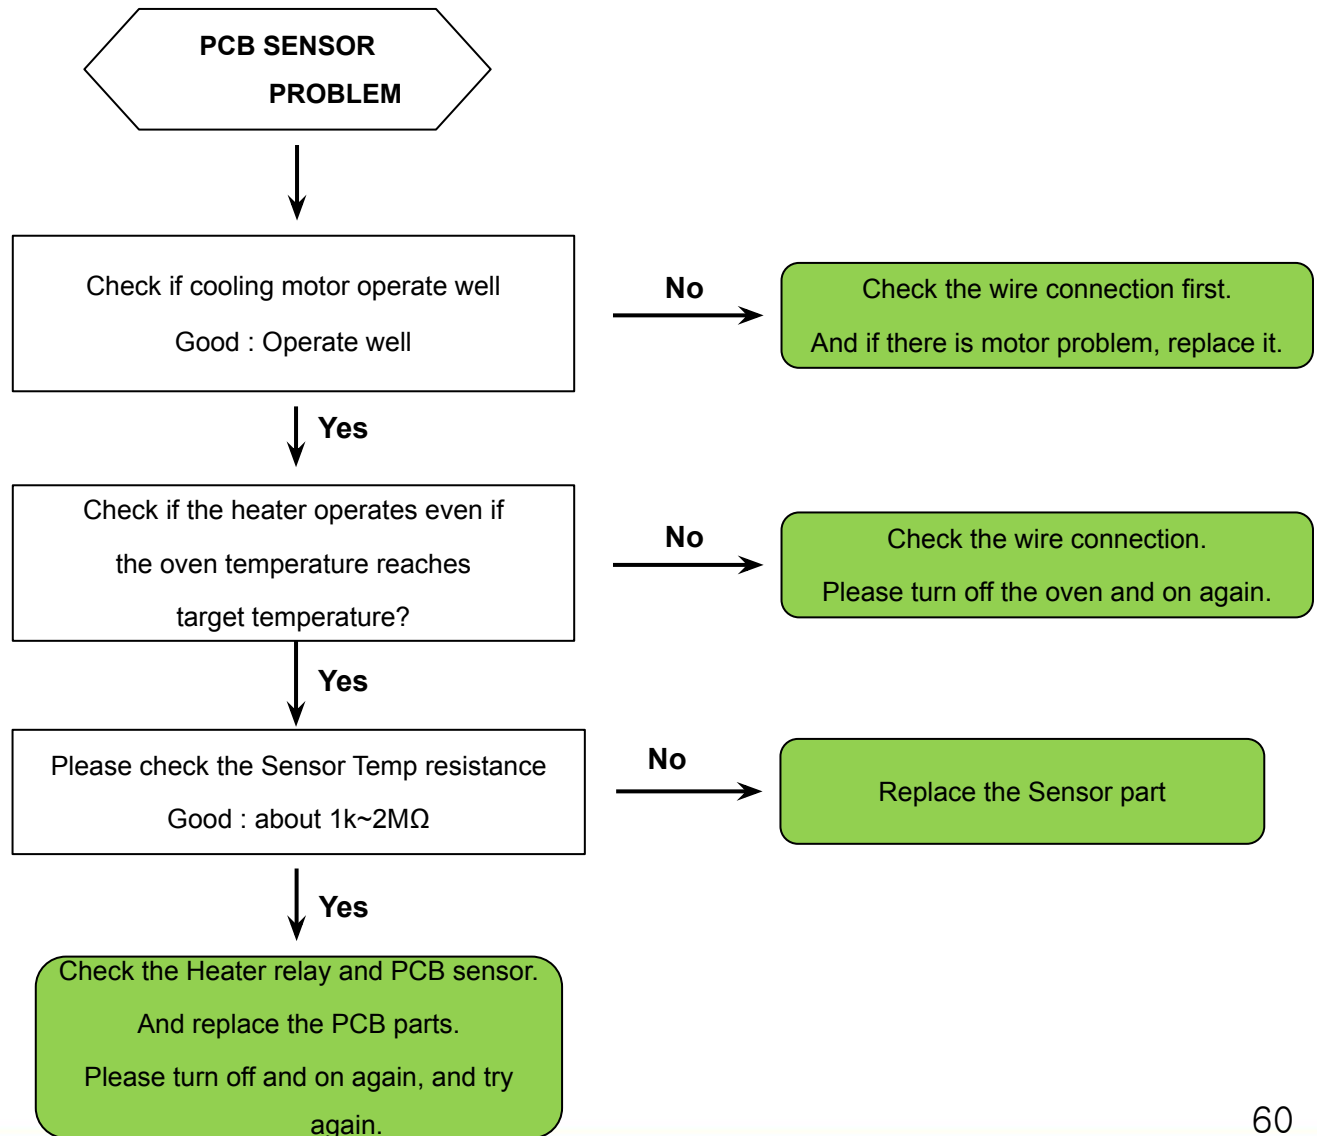 PCB SENSOR
PROBLEM
Check if cooling motor operate well
Good : Operate well
No
Check the wire connection first.
And if there is motor problem, replace it.
Yes
Check if the heater operates even if
the oven temperature reaches
target temperature?
No
Check the wire connection.
Please turn off the oven and on again.
Yes
Please check the Sensor Temp resistance
Good : about 1k~2MΩ
No
Replace the Sensor part
Yes
Check the Heater relay and PCB sensor.
And replace the PCB parts.
Please turn off and on again, and try
again.
60